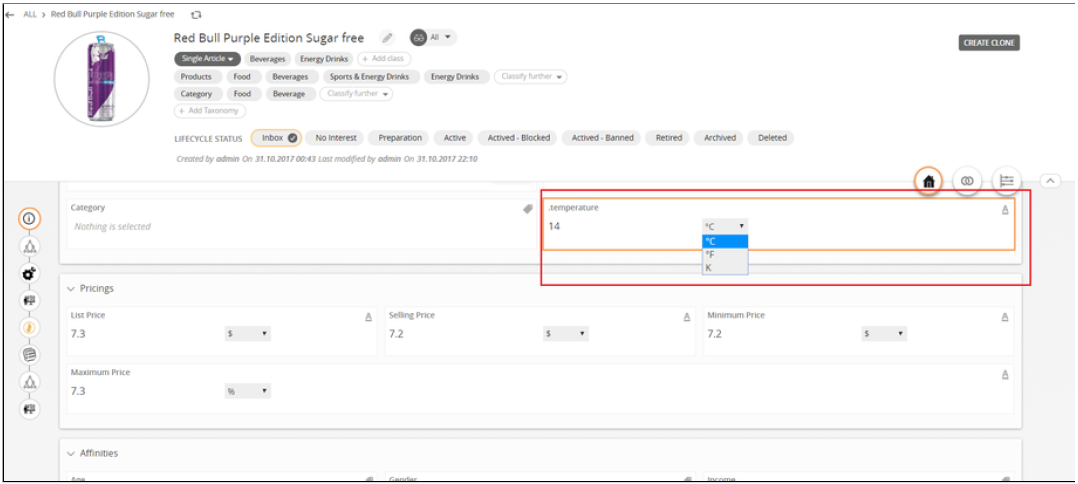 ← ALL > Red Bull Purple Edition Sugar free
Red Bull Purple Edition Sugar free All
CREATE CLONE
Single Article Beverages Energy Drinks + Add class
Products Food Beverages Sports & Energy Drinks Energy Drinks Classify further
Category Food Beverage Classify further
+ Add Taxonomy
LIFECYCLE STATUS Inbox No Interest Preparation Active Actived - Blocked Actived - Banned Retired Archived Deleted
Created by admin On 31.10.2017 00:43 Last modified by admin On 31.10.2017 22:10
Category .temperature
Nothing is selected 14 °C
°C
°F
K
Pricings
List Price Selling Price Minimum Price
7.3 $ 7.2 $ 7.2 $
Maximum Price
7.3 %
Affinities
Age Gender Income